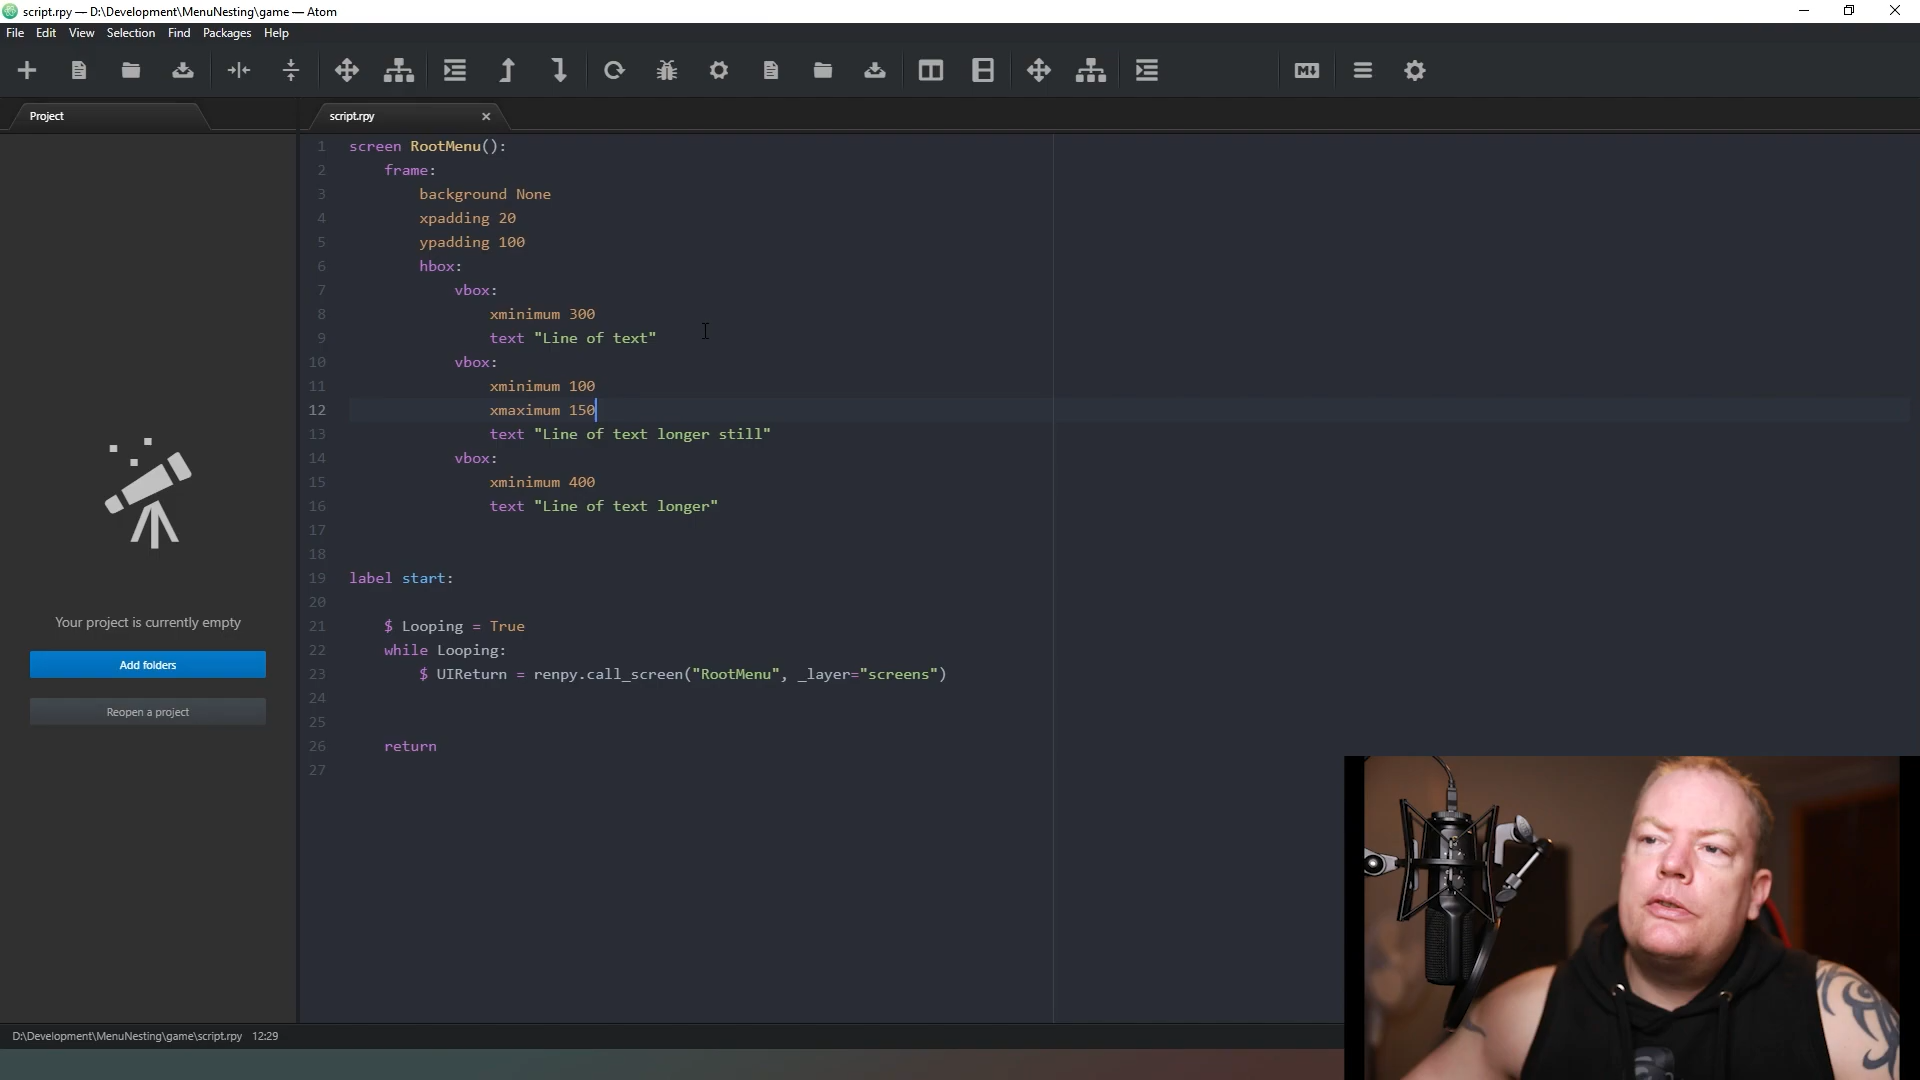 script.rpy — D:\Development\MenuNesting\game — Atom
File Edit View Selection Find Packages Help
Project
script.rpy
1 screen RootMenu():
2 frame:
3 background None
4 xpadding 20
5 ypadding 100
6 hbox:
7 vbox:
8 xminimum 300
9 text "Line of text"
10 vbox:
11 xminimum 100
12 xmaximum 150
13 text "Line of text longer still"
14 vbox:
15 xminimum 400
16 text "Line of text longer"
17
18
19 label start:
20
21 $ Looping = True
22 while Looping:
23 $ UIReturn = renpy.call_screen("RootMenu", _layer="screens")
24
25
26 return
27
Your project is currently empty
Add folders
Reopen a project
D:\Development\MenuNesting\game\script.rpy 12:29